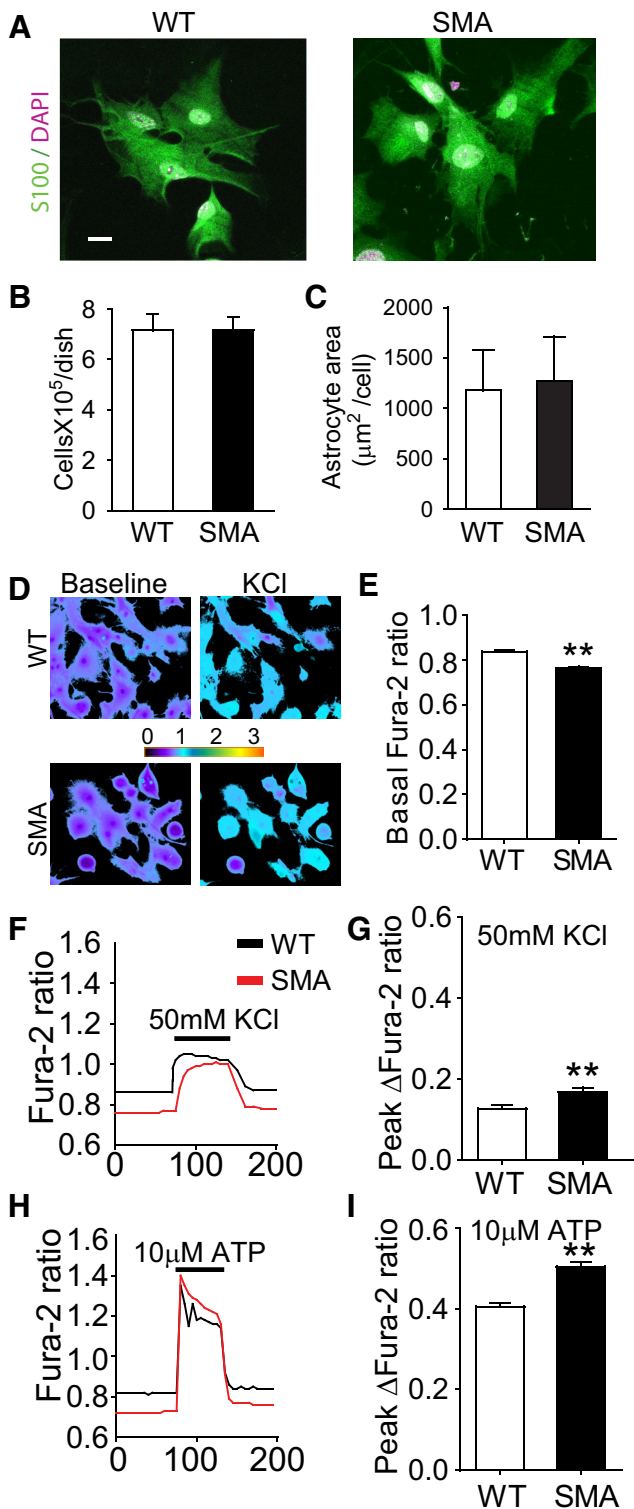 A
WT
SMA
S100 / DAPI
B
CellsX10⁵/dish
8
6
4
2
0
WT
SMA
C
Astrocyte area
(μm² /cell)
2000
1500
1000
500
0
WT
SMA
D
Baseline
KCl
WT
0 1 2 3
SMA
E
Basal Fura-2 ratio
1.0
0.8
0.6
0.4
0.2
0.0
**
WT
SMA
F
Fura-2 ratio
1.6
1.4
1.2
1.0
0.8
0.6
WT
SMA
50mM KCl
0 100 200
G
Peak ΔFura-2 ratio
0.6
0.4
0.2
0.0
50mM KCl
**
WT
SMA
H
Fura-2 ratio
1.6
1.4
1.2
1.0
0.8
0.6
10μM ATP
0 100 200
I
Peak ΔFura-2 ratio
0.6
0.4
0.2
0.0
10μM ATP
**
WT
SMA